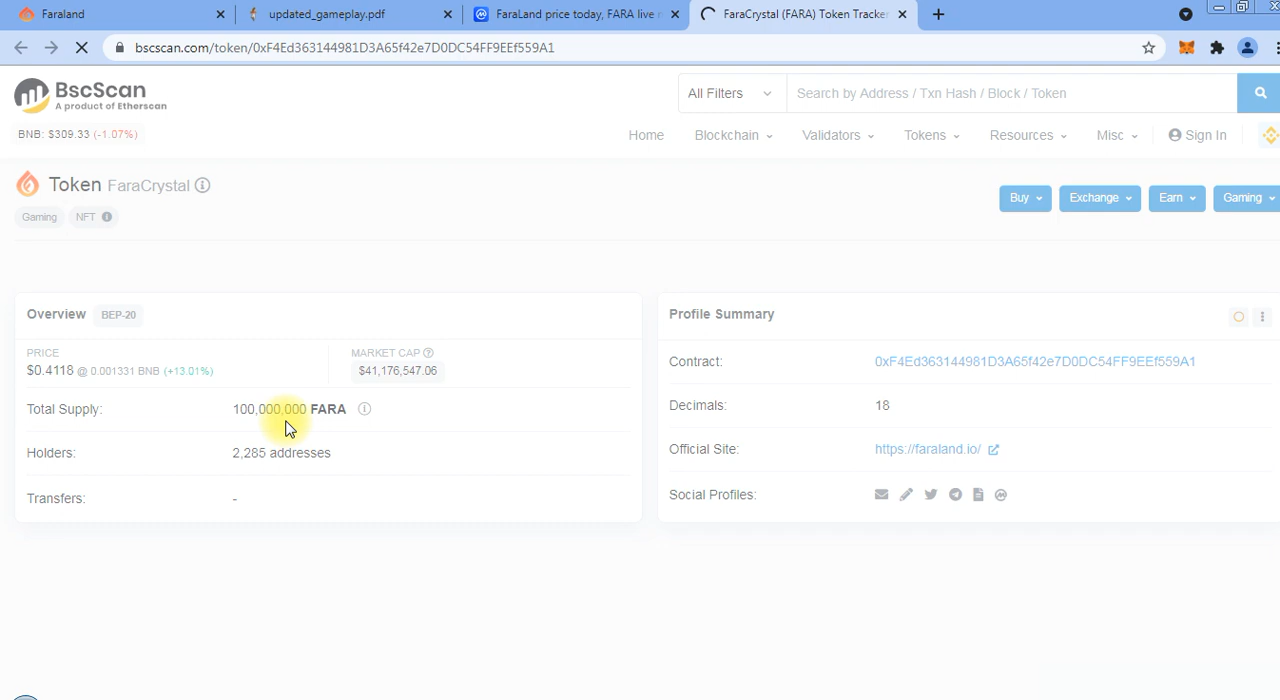 Faraland
updated_gameplay.pdf
FaraLand price today, FARA live r
FaraCrystal (FARA) Token Tracker
bscscan.com/token/0xF4Ed363144981D3A65f42e7D0DC54FF9EEf559A1
BscScan
A product of Etherscan
All Filters
Search by Address / Txn Hash / Block / Token
BNB: $309.33 (-1.07%)
Home Blockchain Validators Tokens Resources Misc Sign In
Token FaraCrystal
Gaming NFT
Buy Exchange Earn Gaming
Overview BEP-20
PRICE
$0.4118 @ 0.001331 BNB (+13.01%)
MARKET CAP
$41,176,547.06
Total Supply: 100,000,000 FARA
Holders: 2,285 addresses
Transfers: -
Profile Summary
Contract: 0xF4Ed363144981D3A65f42e7D0DC54FF9EEf559A1
Decimals: 18
Official Site: https://faraland.io/
Social Profiles: